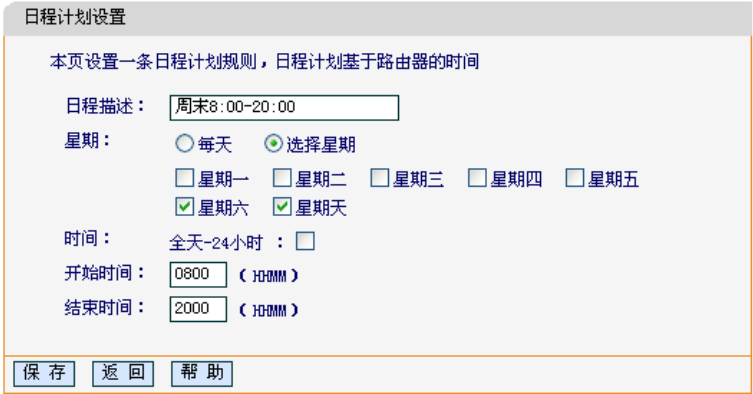 日程计划设置
本页设置一条日程计划规则，日程计划基于路由器的时间
日程描述： 周末8:00-20:00
星期： 每天 选择星期
星期一 星期二 星期三 星期四 星期五
星期六 星期天
时间： 全天-24小时 ：
开始时间： 0800 （HHMM）
结束时间： 2000 （HHMM）
保 存 返 回 帮 助